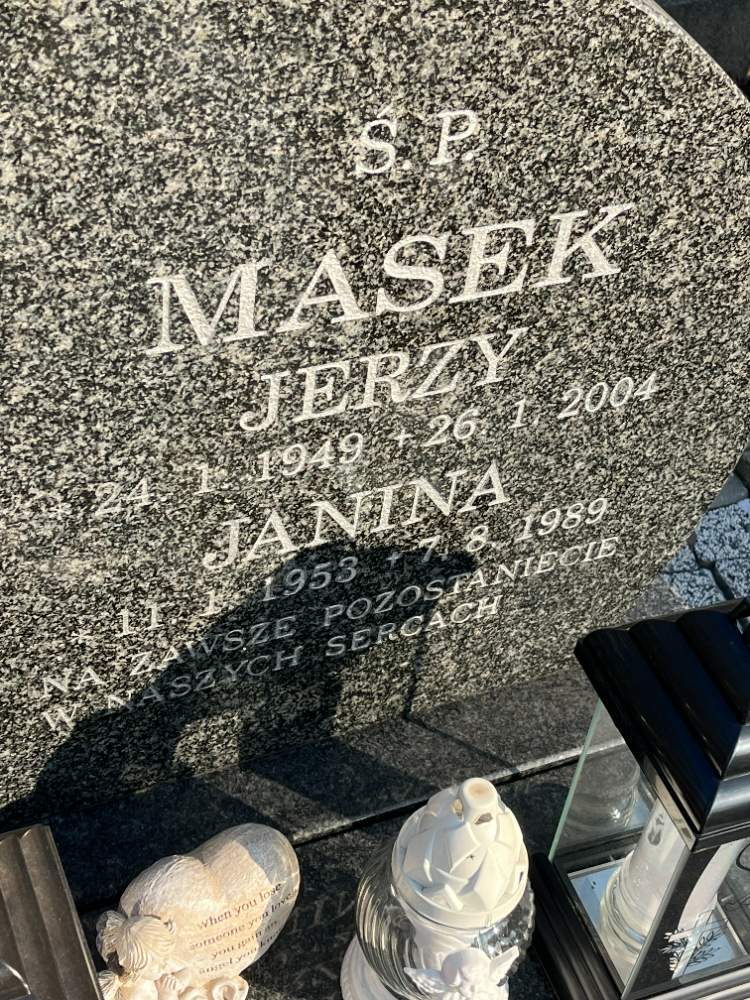 Ś. P.
MASEK
JERZY
* 24. 1. 1949 + 26. 1. 2004
JANINA
* 11. 1. 1953 + 7. 8. 1989
NA ZAWSZE POZOSTANIECIE
W NASZYCH SERCACH
When you lose
someone you love
you gain an
angel you